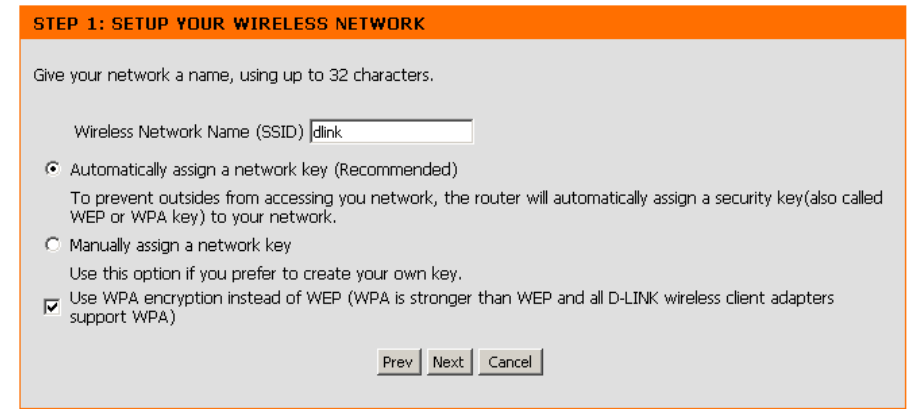 STEP 1: SETUP YOUR WIRELESS NETWORK
Give your network a name, using up to 32 characters.
Wireless Network Name (SSID) dlink
Automatically assign a network key (Recommended)
To prevent outsides from accessing you network, the router will automatically assign a security key(also called
WEP or WPA key) to your network.
Manually assign a network key
Use this option if you prefer to create your own key.
Use WPA encryption instead of WEP (WPA is stronger than WEP and all D-LINK wireless client adapters
support WPA)
Prev Next Cancel